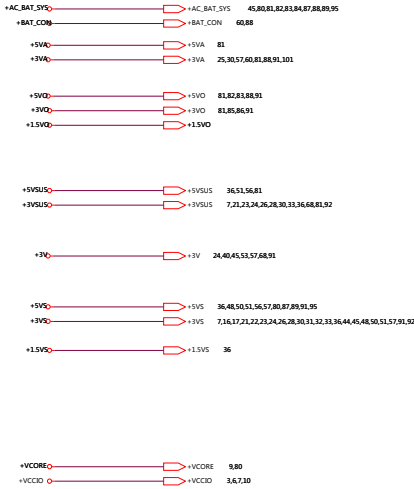 +AC_BAT_SYS +AC_BAT_SYS 45,80,81,82,83,84,87,88,89,95
+BAT_CON +BAT_CON 60,88
+5VA +5VA 81
+3VA +3VA 25,30,57,60,81,88,91,101
+5VO +5VO 81,82,83,88,91
+3VO +3VO 81,85,86,91
+1.5VO +1.5VO
+5VSUS +5VSUS 36,51,56,81
+3VSUS +3VSUS 7,21,23,24,26,28,30,33,36,68,81,92
+3V +3V 24,40,45,53,57,68,91
+5VS +5VS 36,48,50,51,56,57,80,87,89,91,95
+3VS +3VS 7,16,17,21,22,23,24,26,28,30,31,32,33,36,44,45,48,50,51,57,91,92
+1.5VS +1.5VS 36
+VCORE +VCORE 9,80
+VCCIO +VCCIO 3,6,7,10